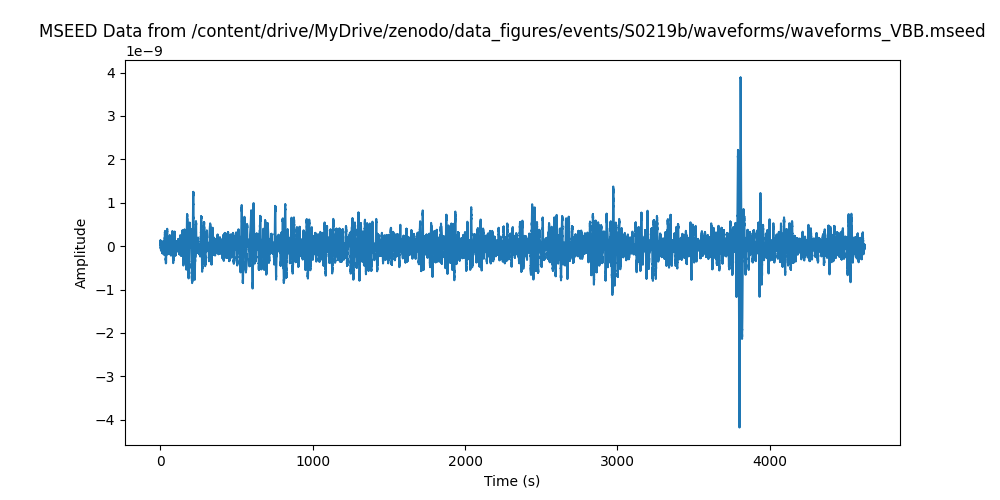 MSEED Data from /content/drive/MyDrive/zenodo/data_figures/events/S0219b/waveforms/waveforms_VBB.mseed
1e−9
4
3
2
1
0
−1
−2
−3
−4
Amplitude
0 1000 2000 3000 4000
Time (s)